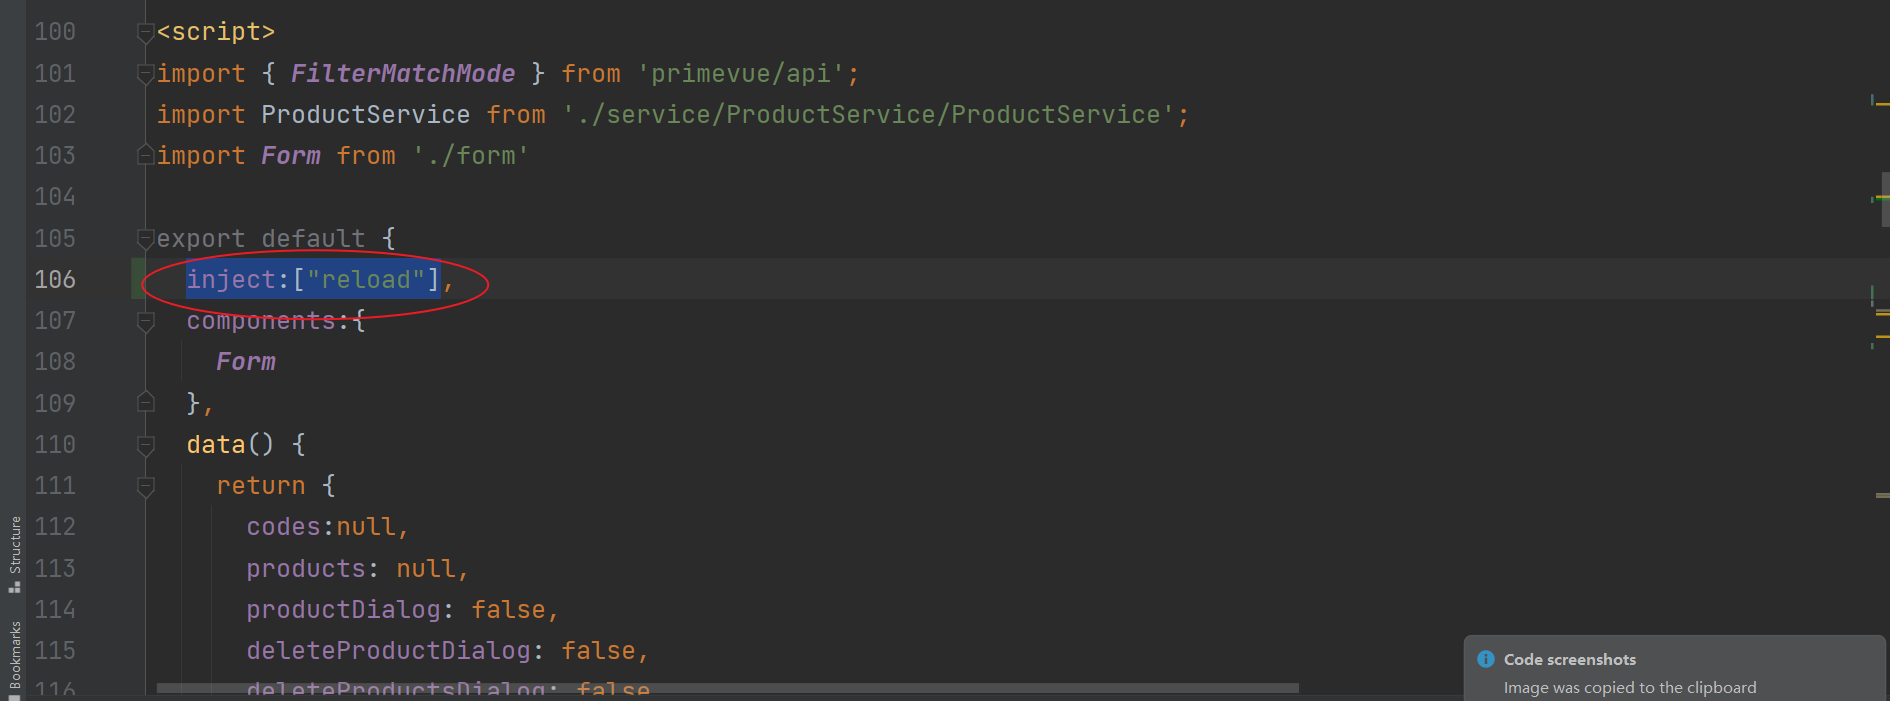 100 <script>
101 import { FilterMatchMode } from 'primevue/api';
102 import ProductService from './service/ProductService/ProductService';
103 import Form from './form'
104
105 export default {
106   inject:["reload"],
107   components:{
108     Form
109   },
110   data() {
111     return {
112       codes:null,
113       products: null,
114       productDialog: false,
115       deleteProductDialog: false,
116       deleteProductsDialog: false
Structure
Bookmarks
Code screenshots
Image was copied to the clipboard